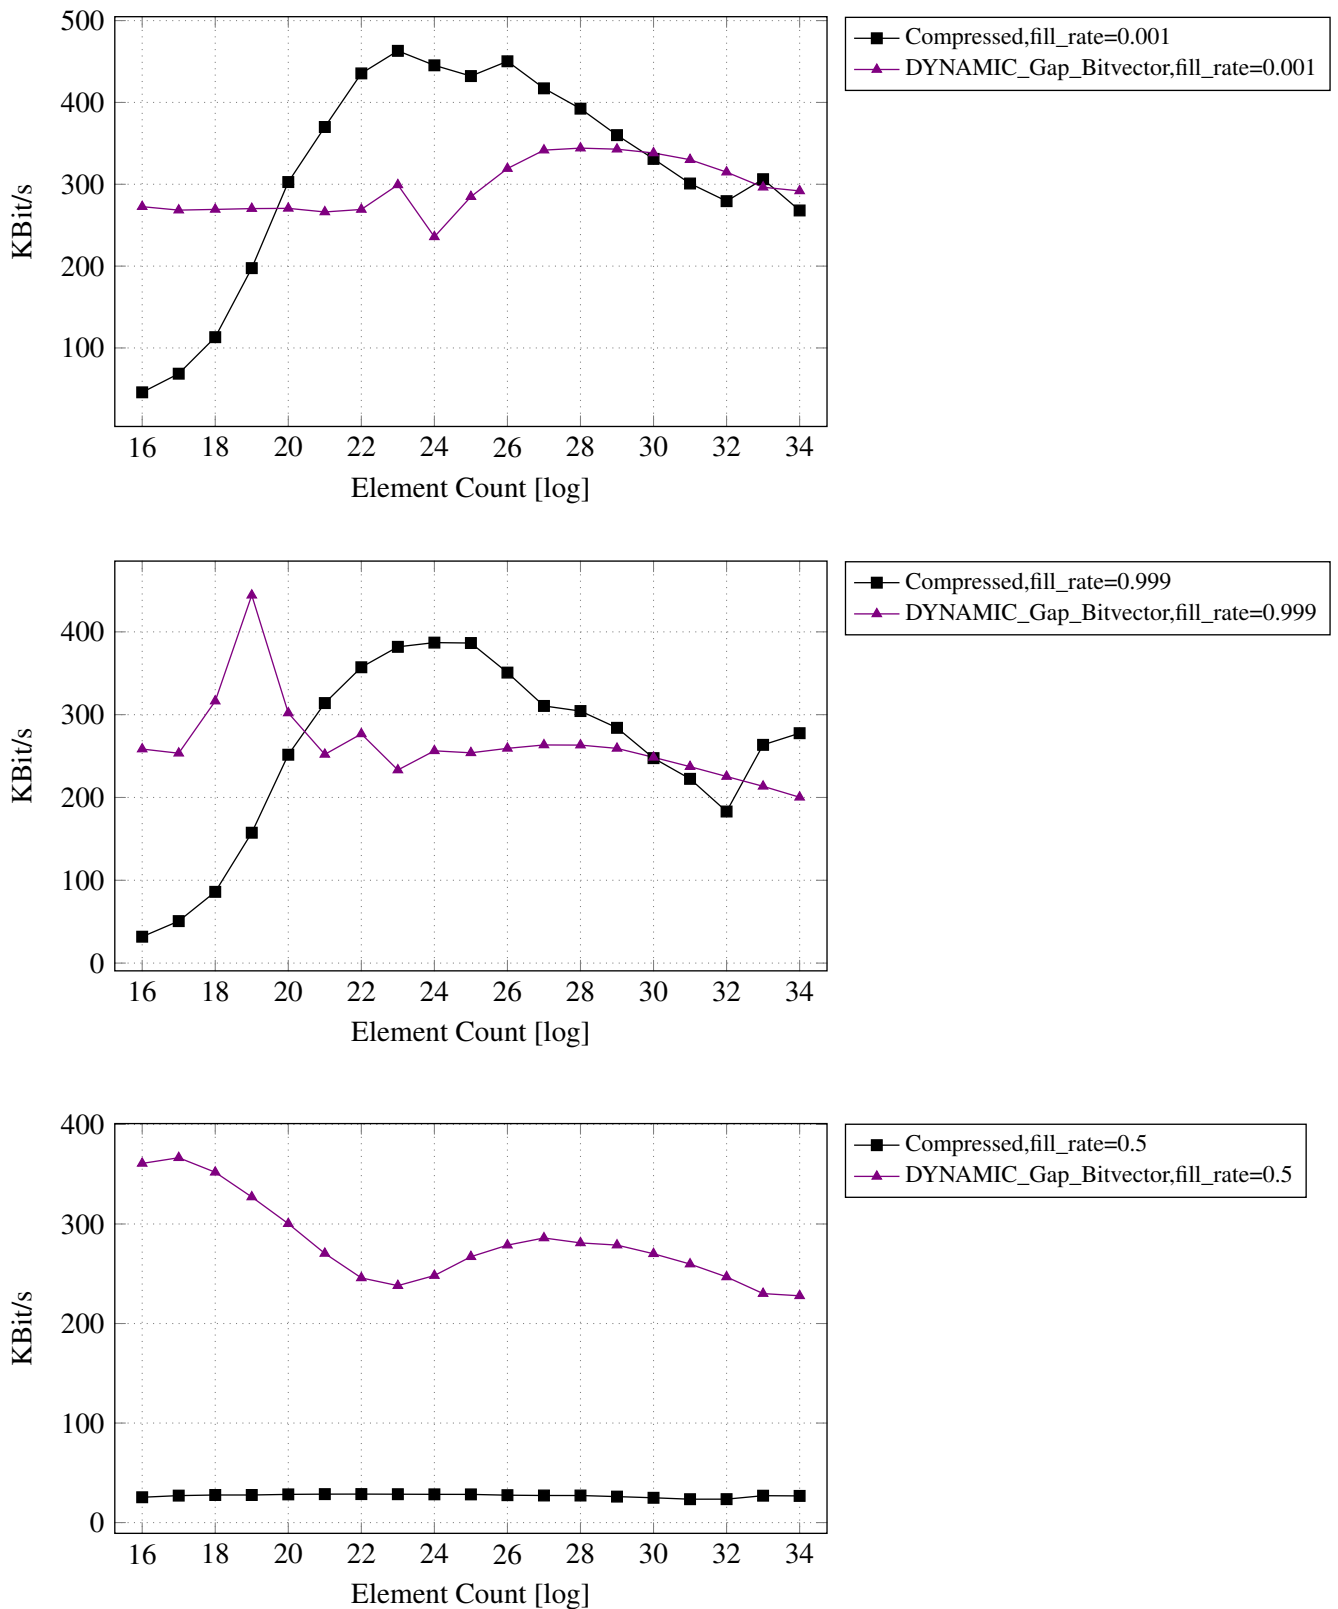 500
400
300
200
100
KBit/s
16 18 20 22 24 26 28 30 32 34
Element Count [log]
Compressed,fill_rate=0.001
DYNAMIC_Gap_Bitvector,fill_rate=0.001
400
300
200
100
0
KBit/s
16 18 20 22 24 26 28 30 32 34
Element Count [log]
Compressed,fill_rate=0.999
DYNAMIC_Gap_Bitvector,fill_rate=0.999
400
300
200
100
0
KBit/s
16 18 20 22 24 26 28 30 32 34
Element Count [log]
Compressed,fill_rate=0.5
DYNAMIC_Gap_Bitvector,fill_rate=0.5